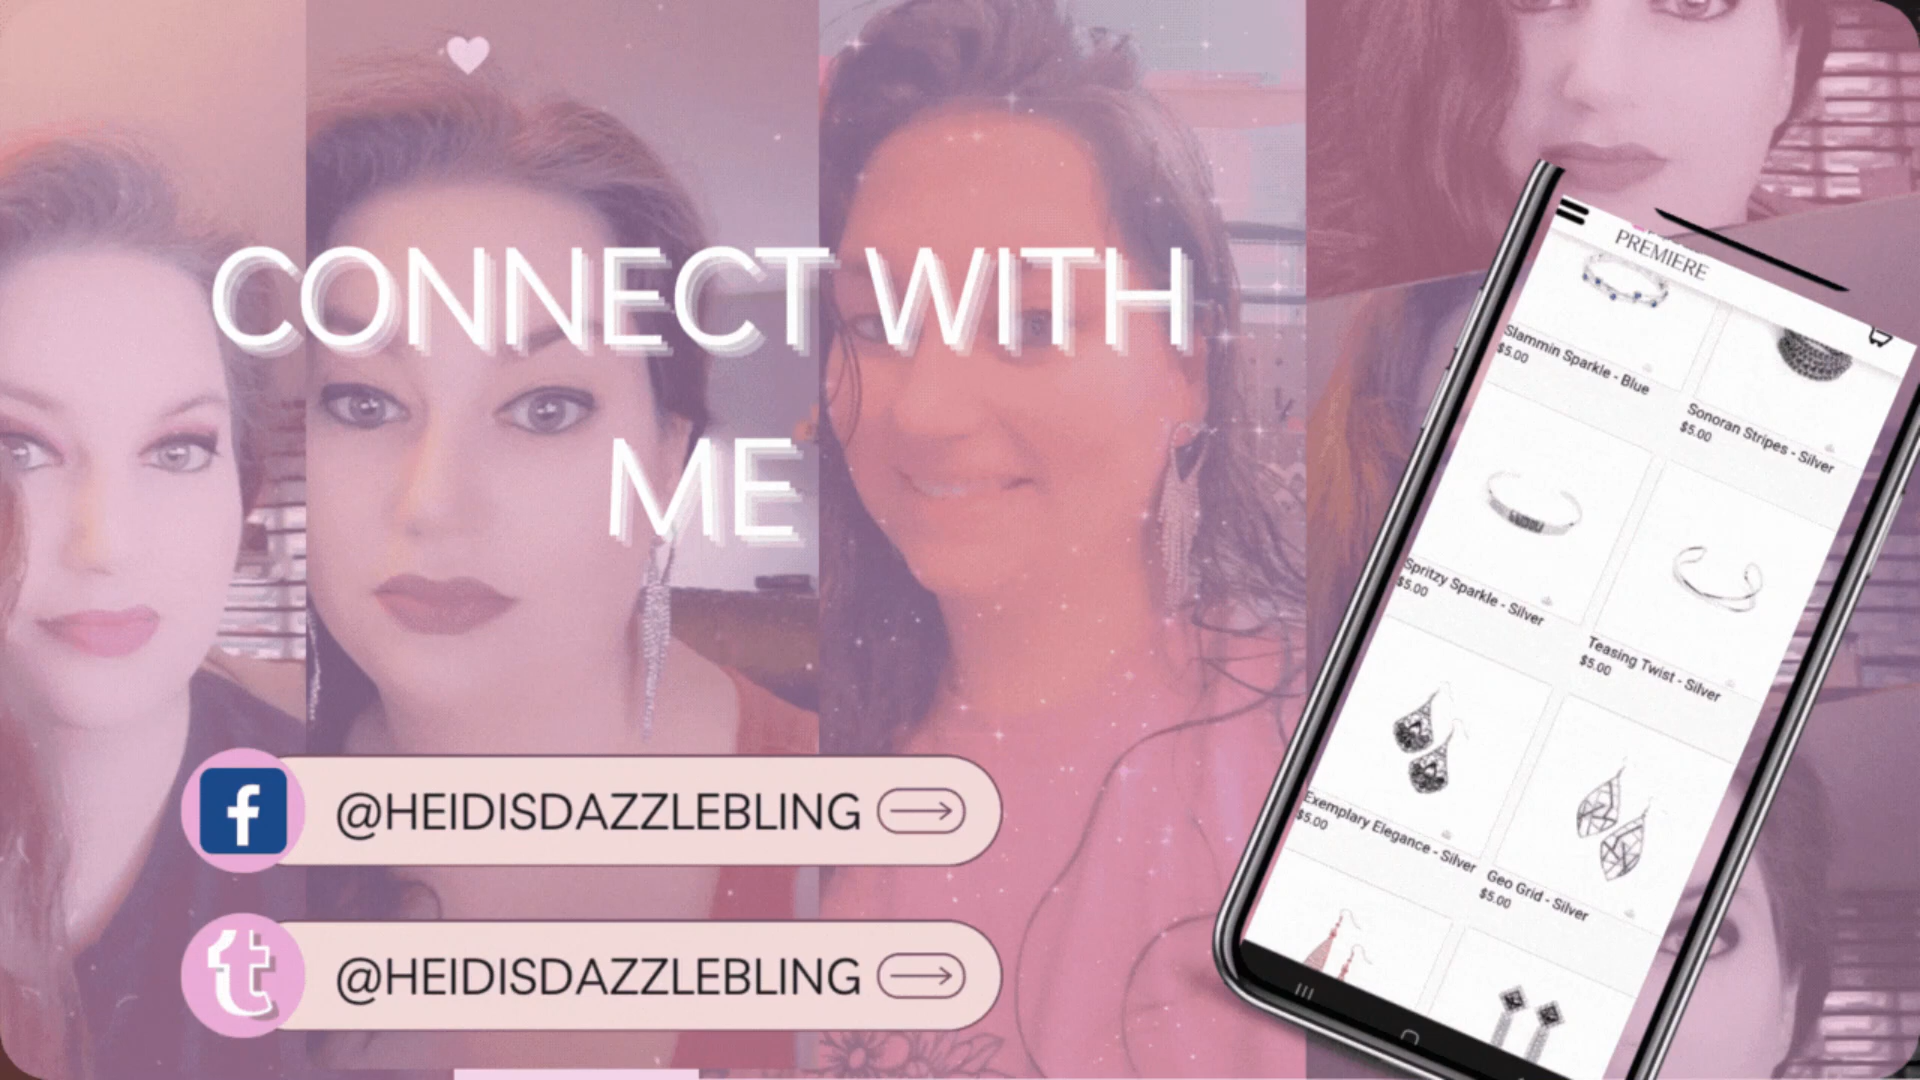 CONNECT WITH
ME
@HEIDISDAZZLEBLING
@HEIDISDAZZLEBLING
PREMIERE
Slammin Sparkle - Blue
$5.00
Sonoran Stripes - Silver
$5.00
Spritzy Sparkle - Silver
$5.00
Teasing Twist - Silver
$5.00
Exemplary Elegance - Silver
$5.00
Geo Grid - Silver
$5.00